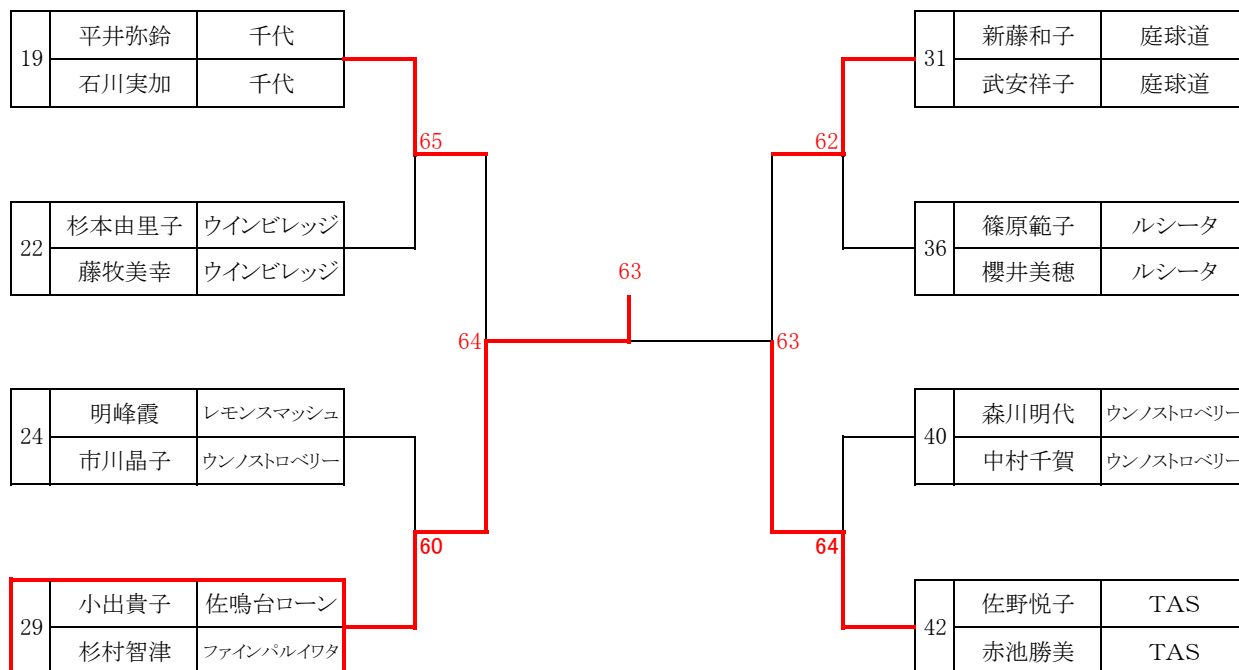 19 平井弥鈴 千代
石川実加 千代
65
22 杉本由里子 ウインビレッジ
藤牧美幸 ウインビレッジ
64
24 明峰霞 レモンスマッシュ
市川晶子 ウンノストロベリー
60
29 小出貴子 佐鳴台ローン
杉村智津 ファインパルイワタ
63
31 新藤和子 庭球道
武安祥子 庭球道
62
36 篠原範子 ルシータ
櫻井美穂 ルシータ
63
40 森川明代 ウンノストロベリー
中村千賀 ウンノストロベリー
64
42 佐野悦子 TAS
赤池勝美 TAS